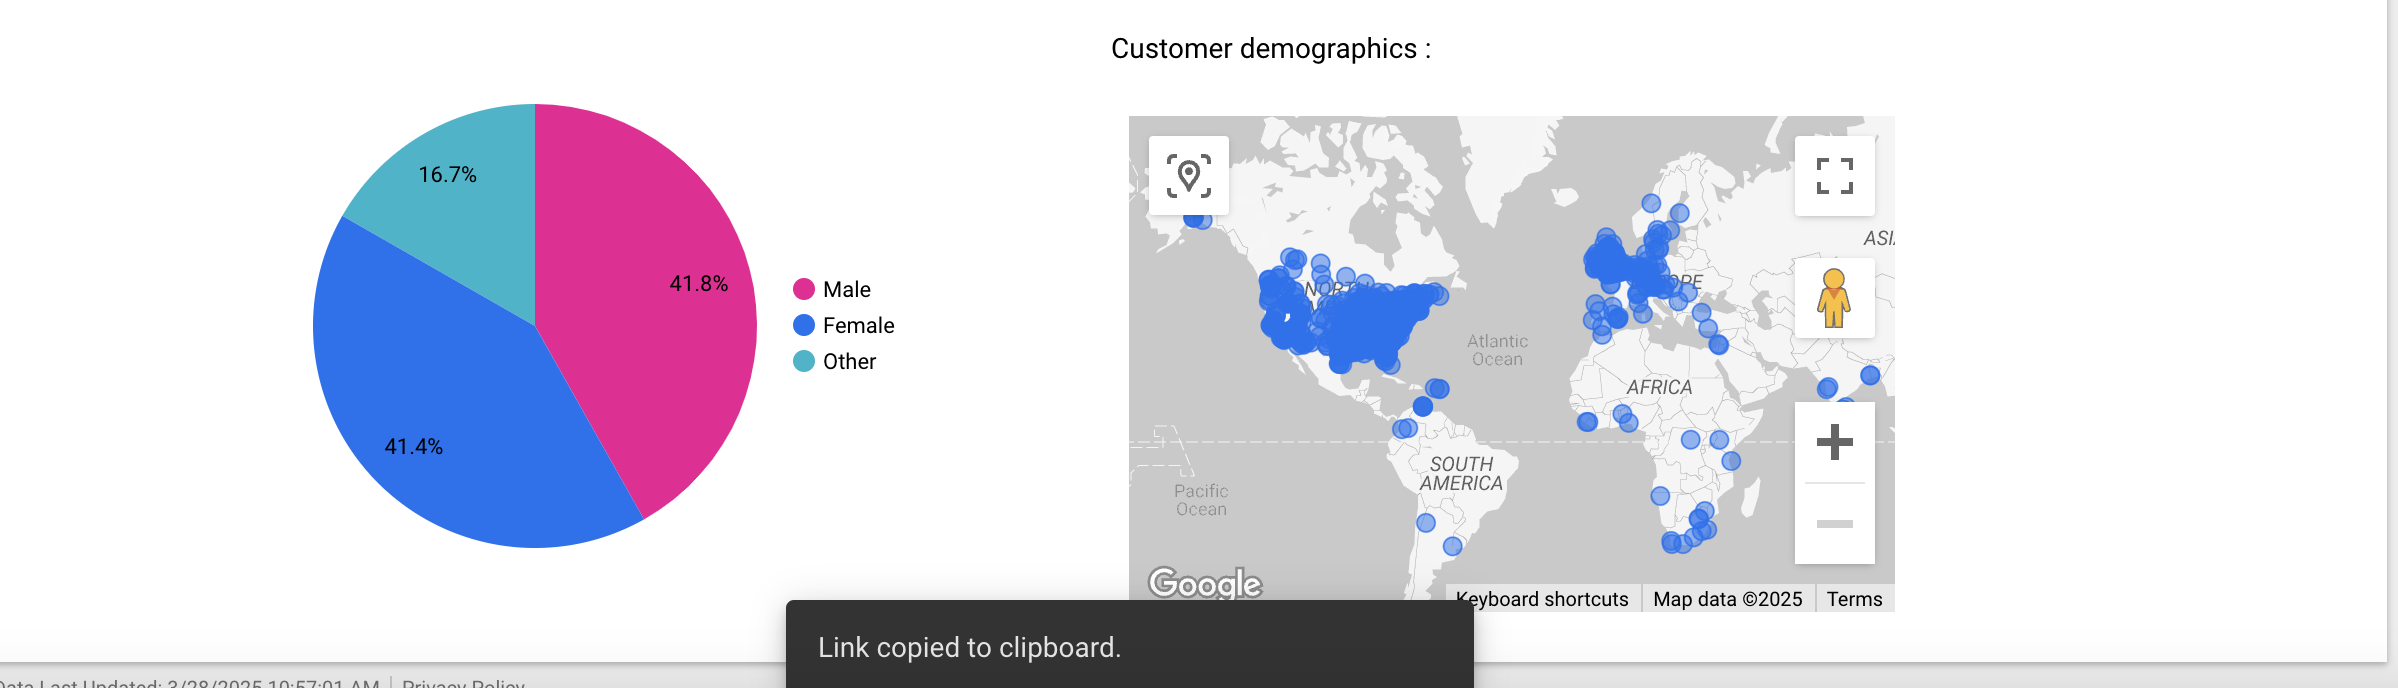 Customer demographics :
16.7%
41.8%
41.4%
Male
Female
Other
NORTH
ASI
OPE
Atlantic
Ocean
AFRICA
SOUTH
AMERICA
Pacific
Ocean
Google
Keyboard shortcuts
Map data ©2025
Terms
Link copied to clipboard.
Data Last Updated: 3/28/2025 10:57:01 AM
Privacy Policy